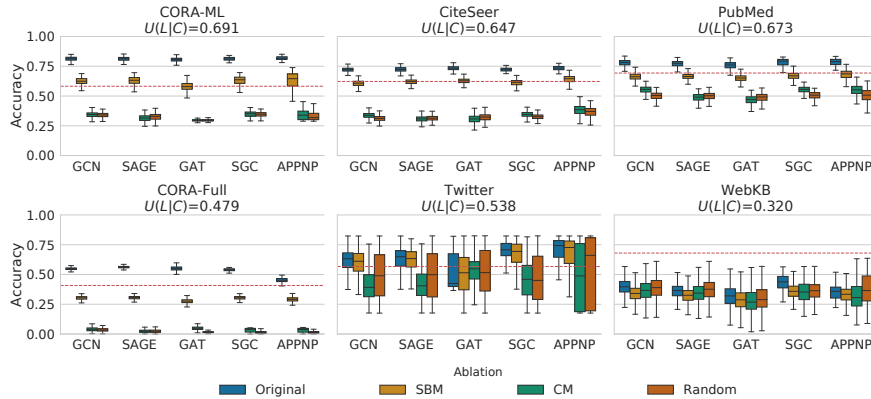 CORA-ML
U(L|C)=0.691
CiteSeer
U(L|C)=0.647
PubMed
U(L|C)=0.673
Accuracy
1.00
0.75
0.50
0.25
0.00
GCN SAGE GAT SGC APPNP
GCN SAGE GAT SGC APPNP
GCN SAGE GAT SGC APPNP
CORA-Full
U(L|C)=0.479
Twitter
U(L|C)=0.538
WebKB
U(L|C)=0.320
Accuracy
1.00
0.75
0.50
0.25
0.00
GCN SAGE GAT SGC APPNP
GCN SAGE GAT SGC APPNP
GCN SAGE GAT SGC APPNP
Ablation
Original SBM CM Random